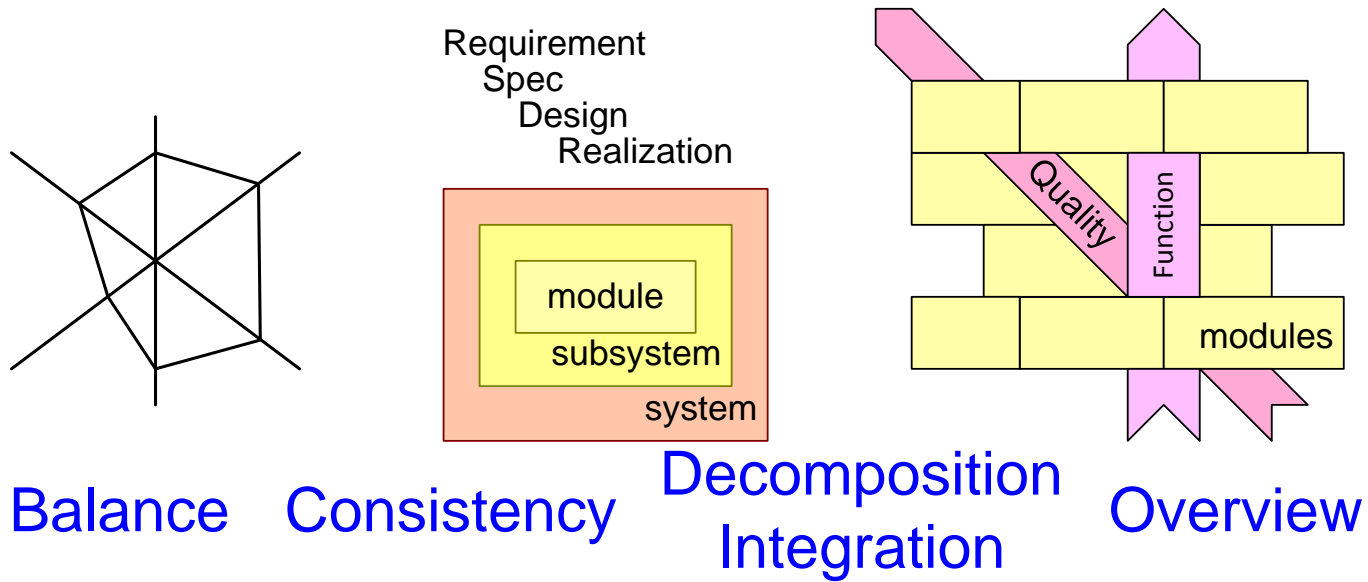 Requirement
Spec
Design
Realization
module
subsystem
system
Quality
Function
modules
Balance
Consistency
Decomposition
Integration
Overview